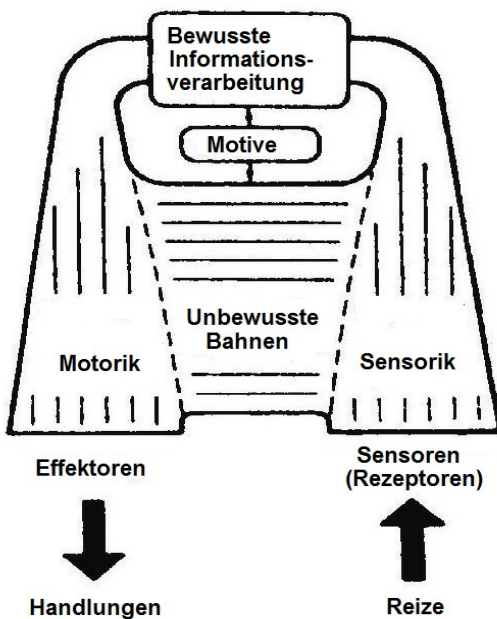 Bewusste
Informations-
verarbeitung
Motive
Unbewusste
Bahnen
Motorik
Sensorik
Effektoren
Sensoren
(Rezeptoren)
Handlungen
Reize